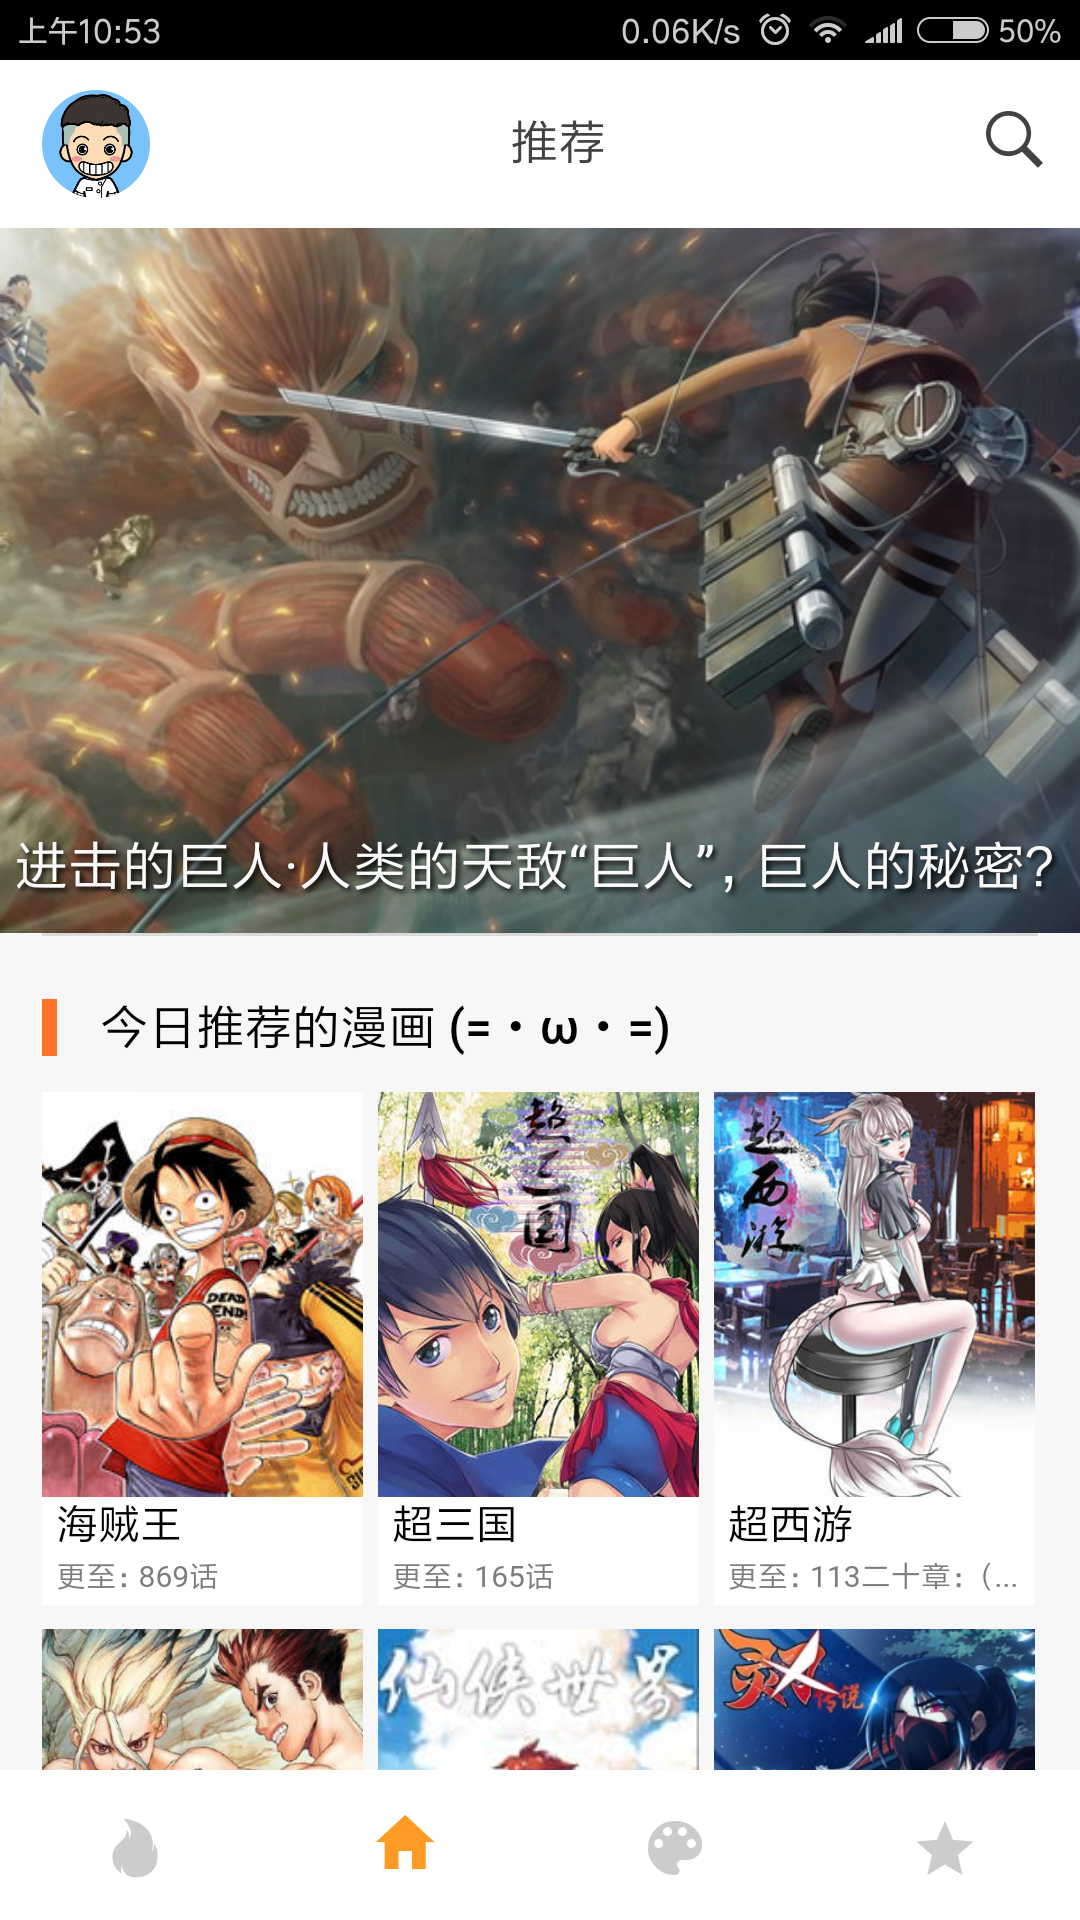 上午10:53
0.06K/s
50%
推荐
进击的巨人·人类的天敌“巨人”，巨人的秘密?
今日推荐的漫画 (=・ω・=)
DEAD
END
超三国
超西游
海贼王
超三国
超西游
更至: 869话
更至: 165话
更至: 113二十章:（...
仙侠世界
灵刃传说